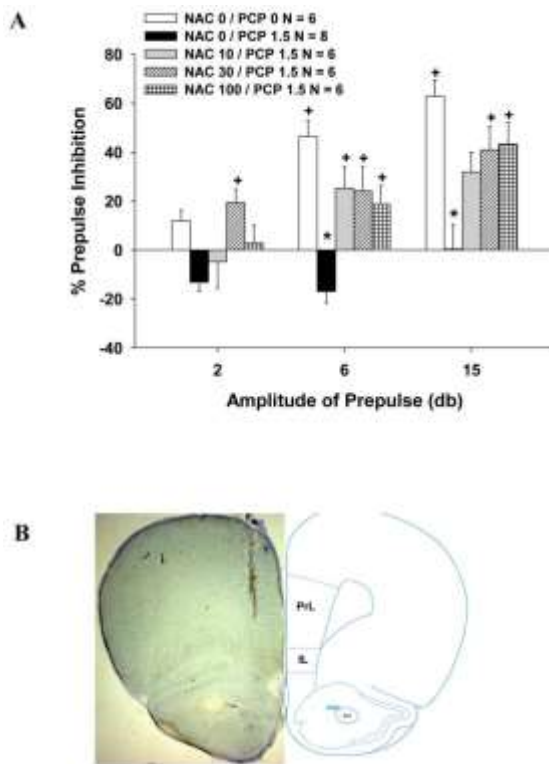 A
NAC 0 / PCP 0 N = 6
NAC 0 / PCP 1.5 N = 8
NAC 10 / PCP 1.5 N = 6
NAC 30 / PCP 1.5 N = 6
NAC 100 / PCP 1.5 N = 6
% Prepulse Inhibition
80
60
40
20
0
-20
-40
+
+
*
+
+
+
+
*
+
+
2
6
15
Amplitude of Prepulse (db)
B
PrL
IL